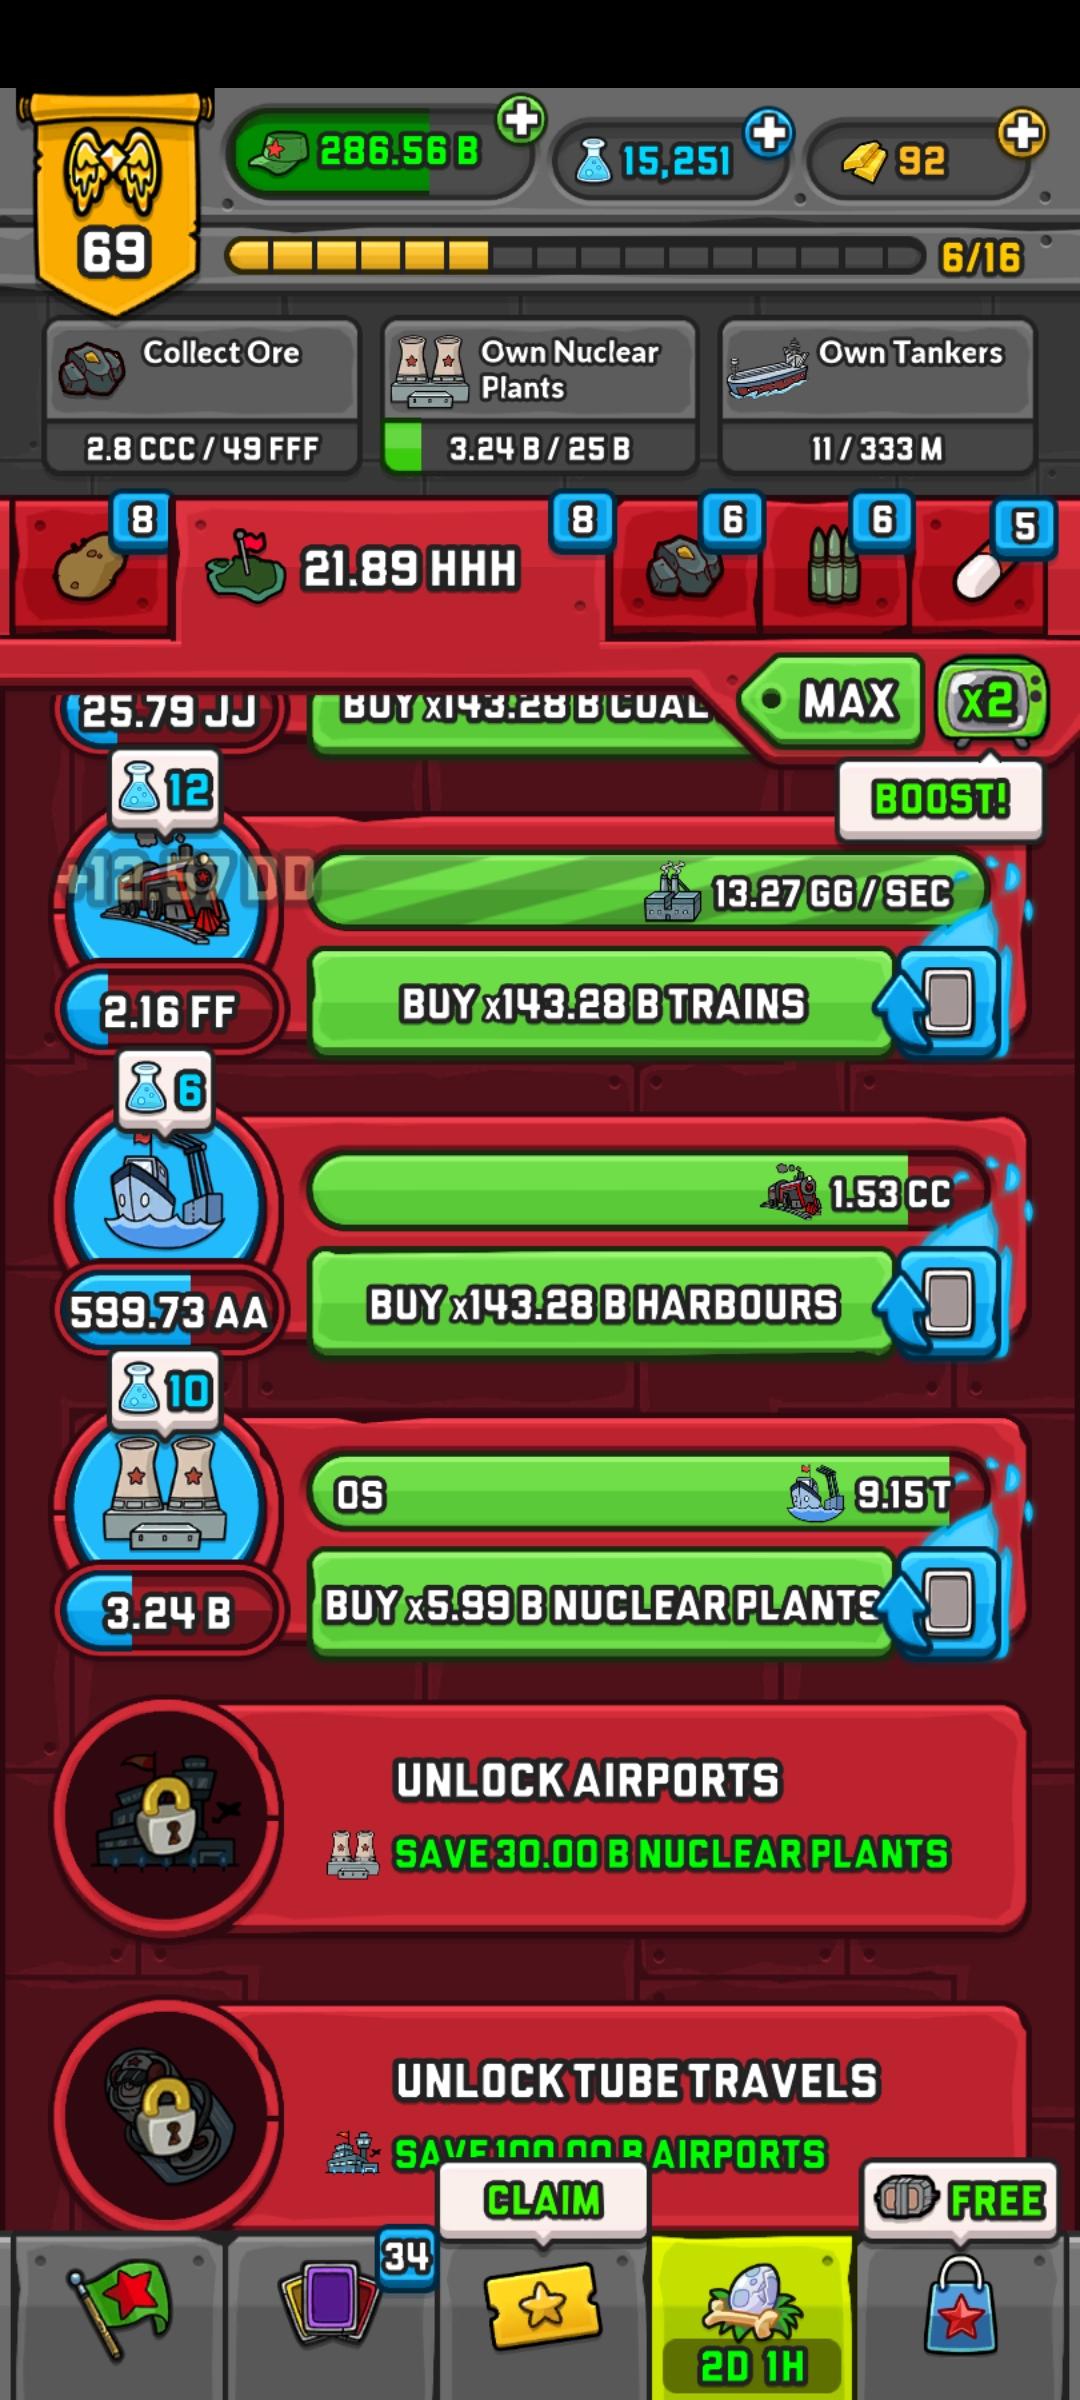 286.56 B
15,251
92
69
6/16
Collect Ore
2.8 CCC / 49 FFF
Own Nuclear
Plants
3.24 B / 25 B
Own Tankers
11 / 333 M
8
21.89 HHH
8
6
6
5
MAX
x2
BOOST!
25.79 JJ
BUY x143.28 B COAL
12
13.27 GG / SEC
2.16 FF
BUY x143.28 B TRAINS
6
1.53 CC
599.73 AA
BUY x143.28 B HARBOURS
10
0S
9.15 T
3.24 B
BUY x5.99 B NUCLEAR PLANTS
UNLOCK AIRPORTS
SAVE 30.00 B NUCLEAR PLANTS
UNLOCK TUBE TRAVELS
SAVE 100.00 B AIRPORTS
CLAIM
FREE
34
2D 1H